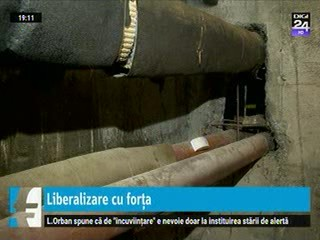 19:11
DIGI
24
HD
Liberalizare cu forța
L.Orban spune că de "încuviințare" e nevoie doar la instituirea stării de alertă